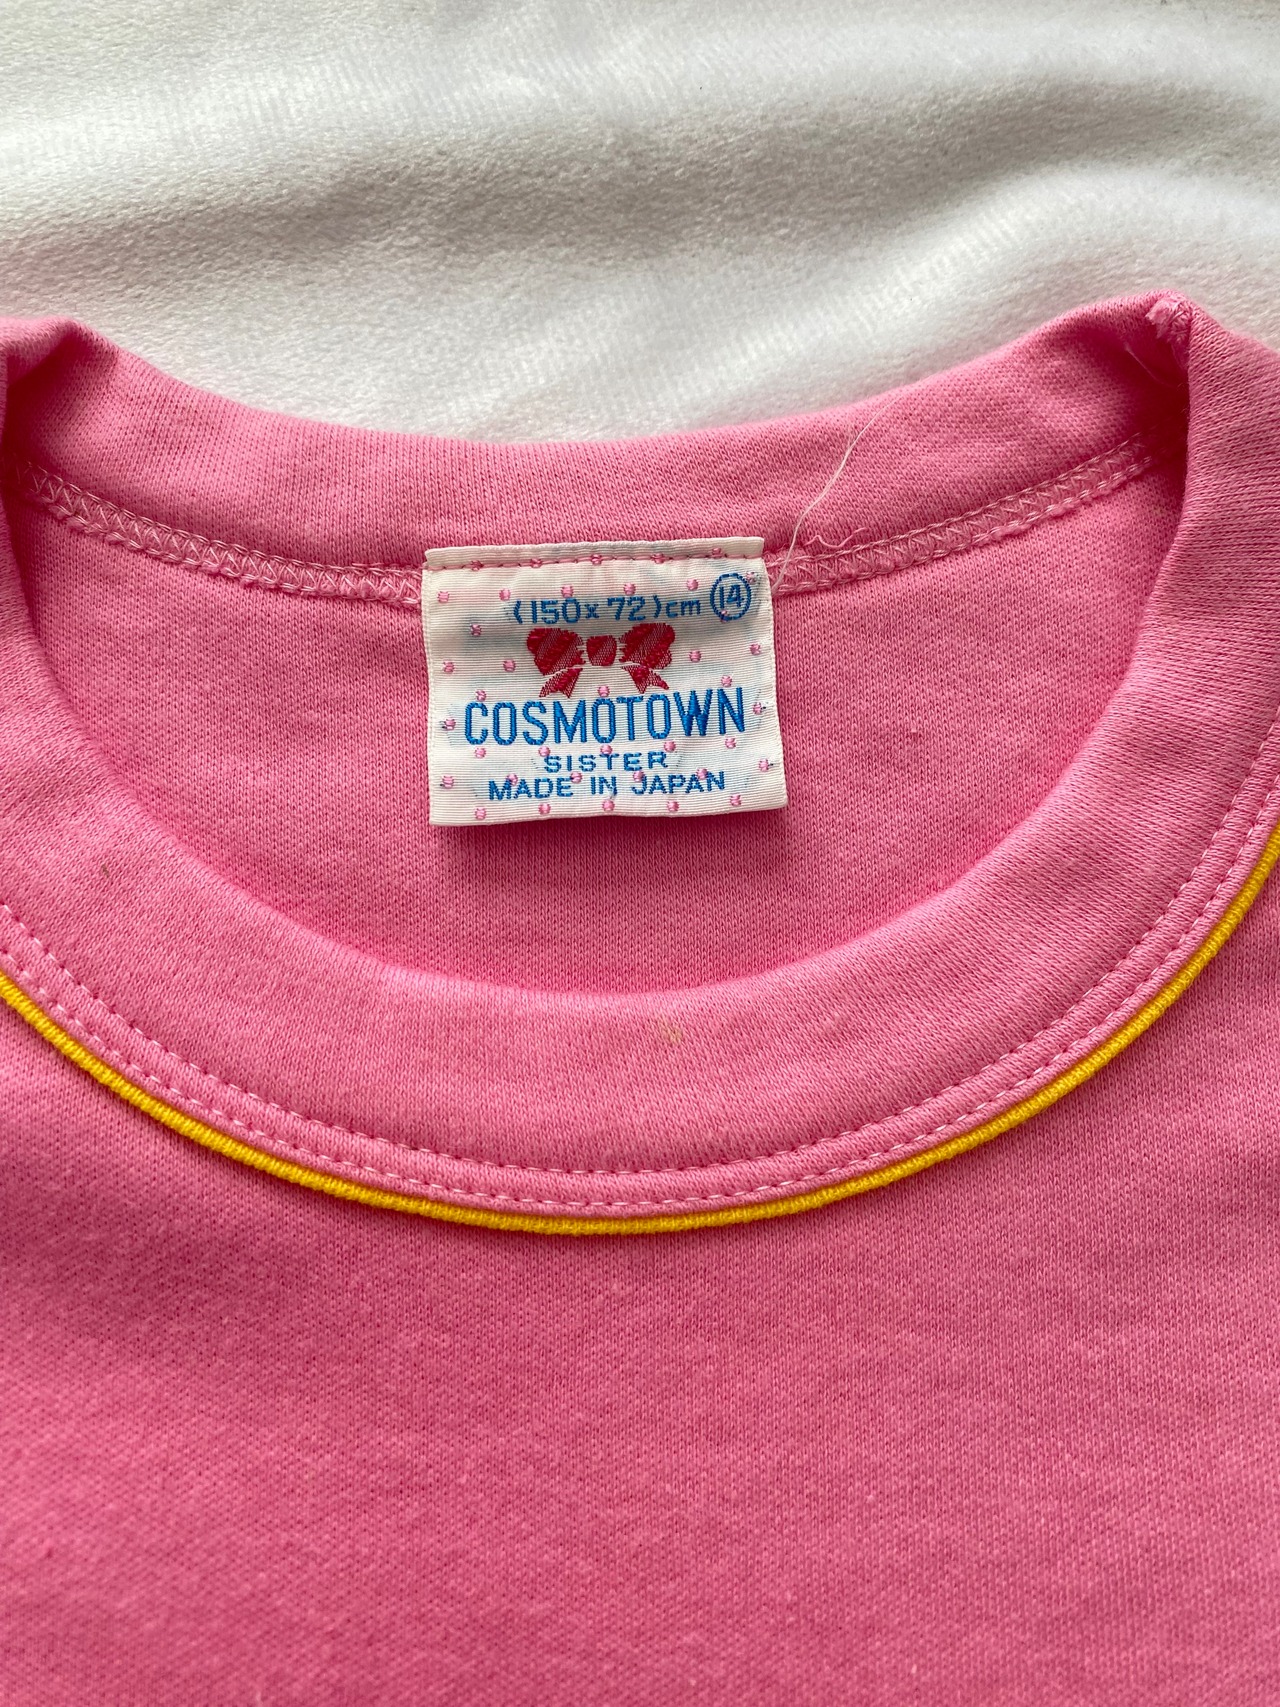 (150x72)cm 14
COSMOTOWN
SISTER
MADE IN JAPAN